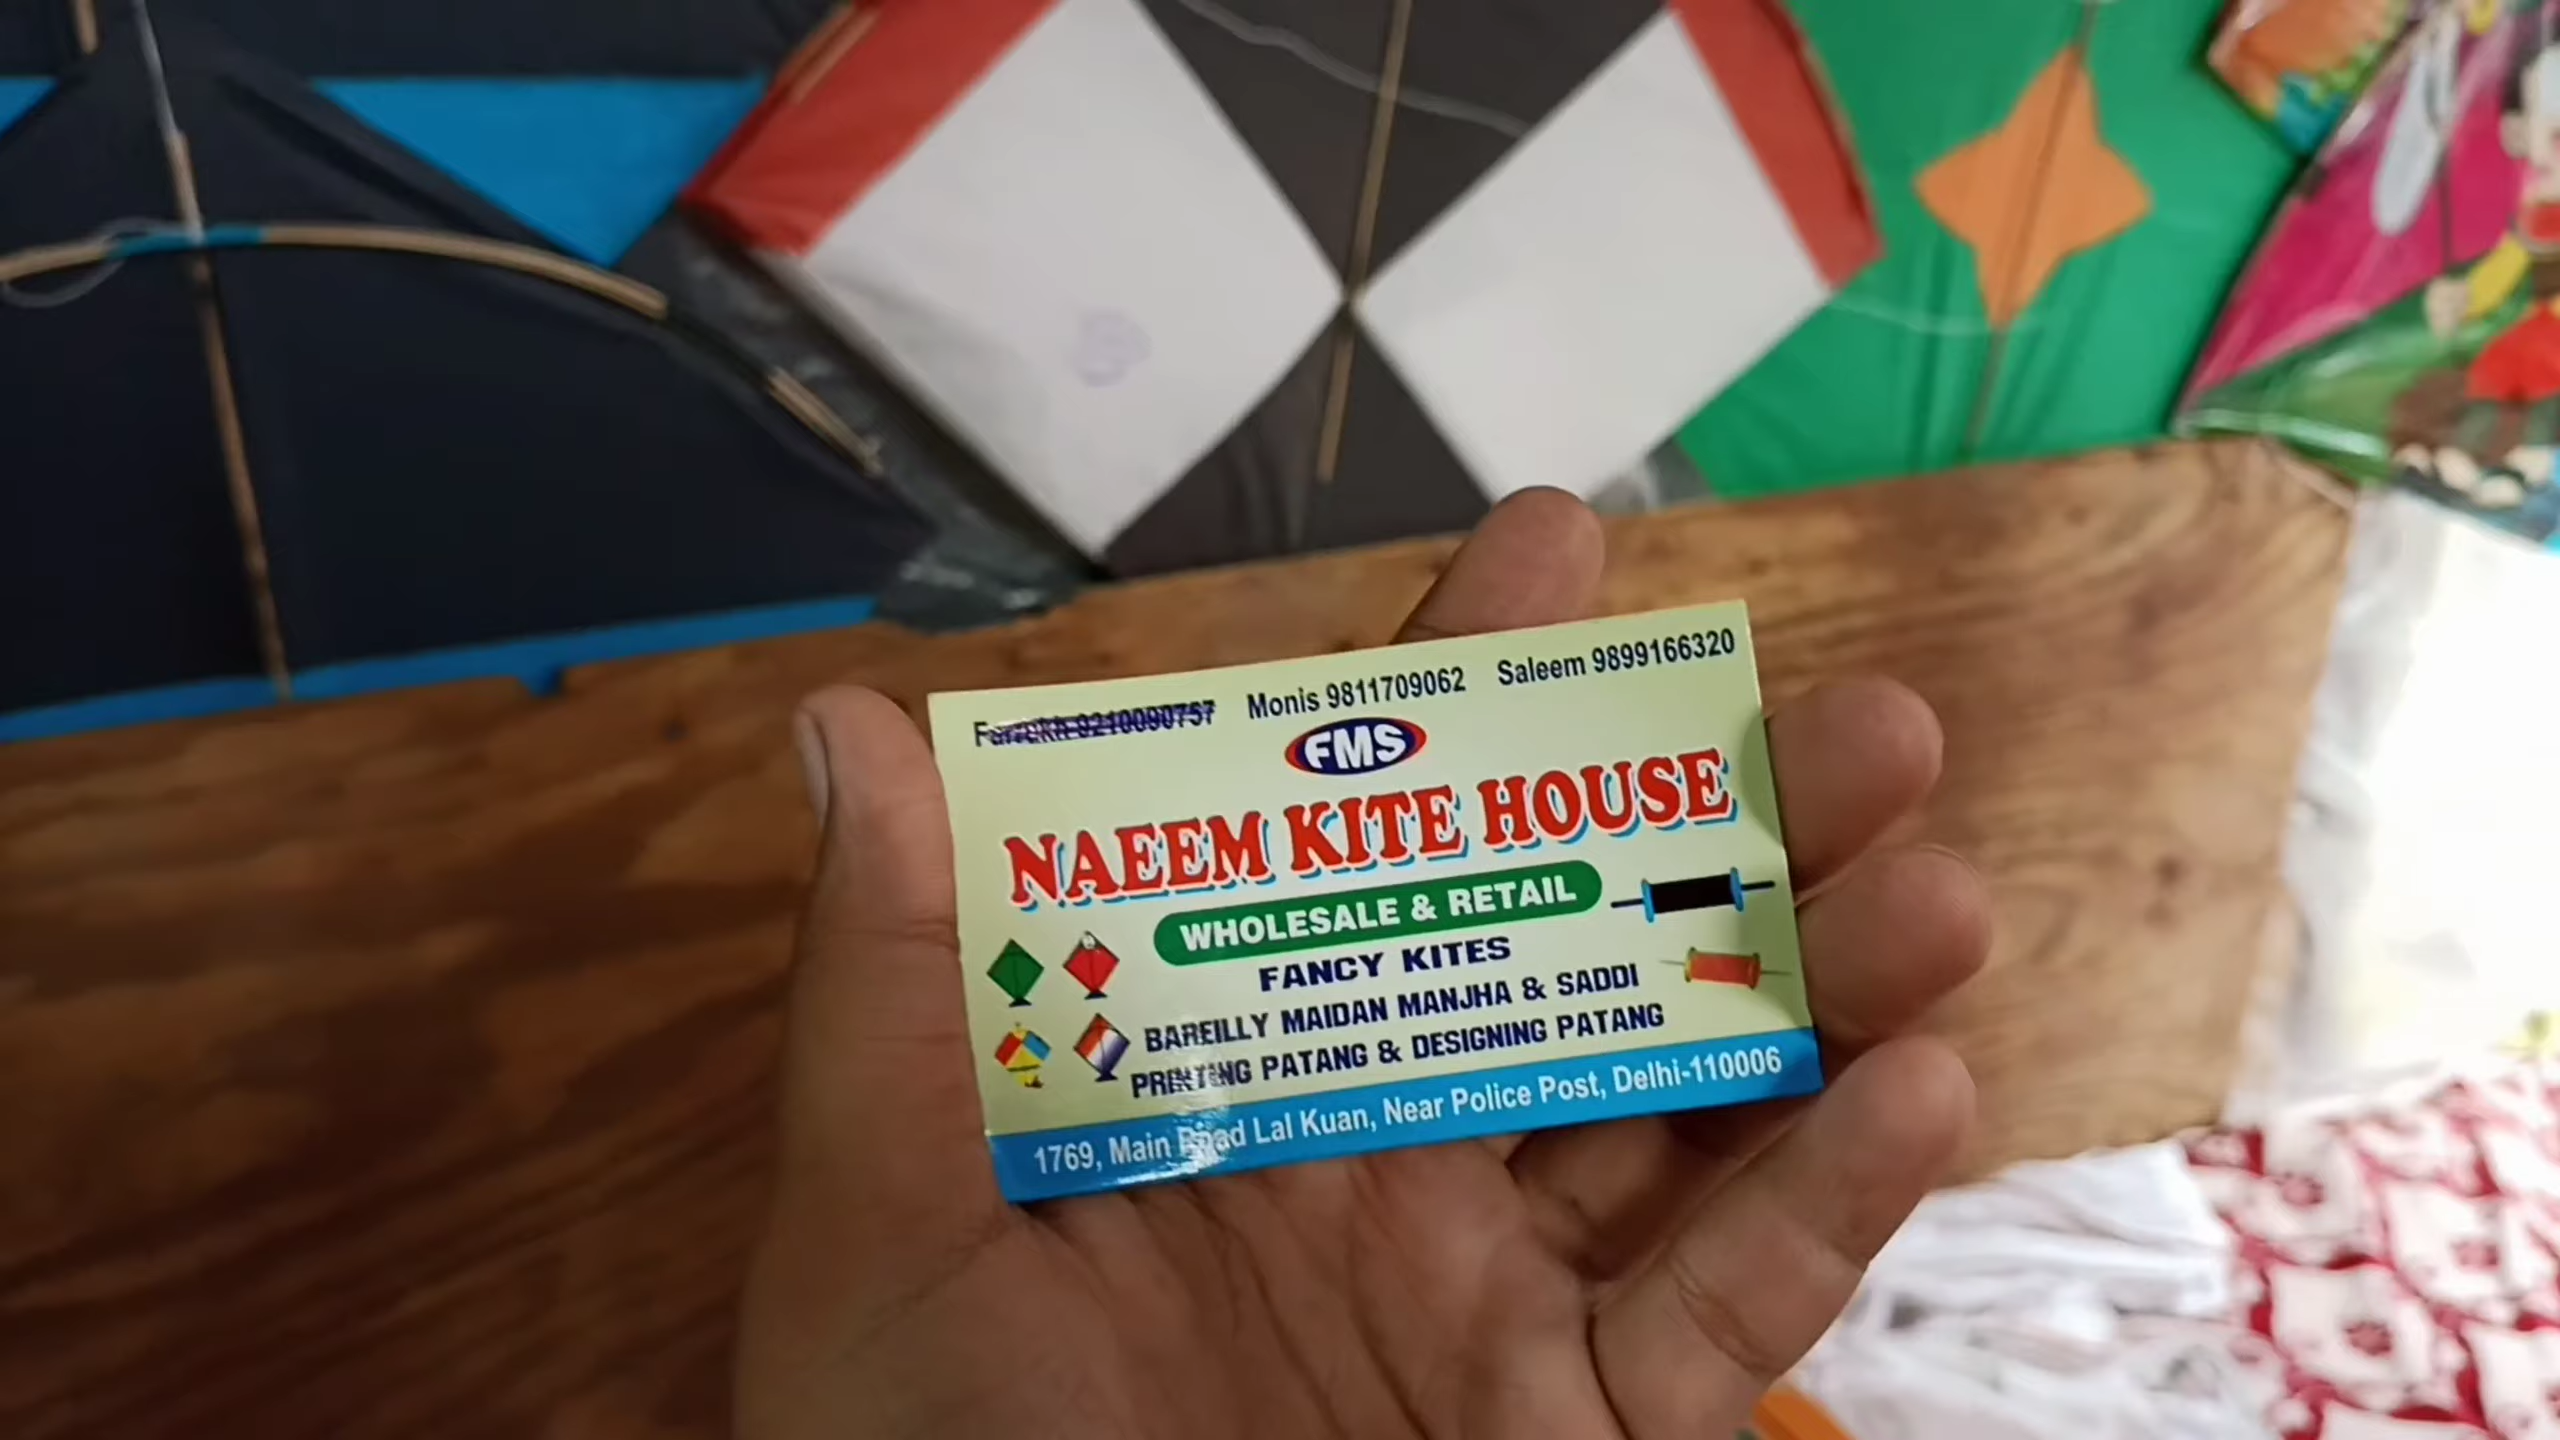 Monis 9811709062 Saleem 9899166320
FMS
NAEEM KITE HOUSE
WHOLESALE & RETAIL
FANCY KITES
BAREILLY MAIDAN MANJHA & SADDI
PRINTING PATANG & DESIGNING PATANG
1769, Main Road Lal Kuan, Near Police Post, Delhi-110006